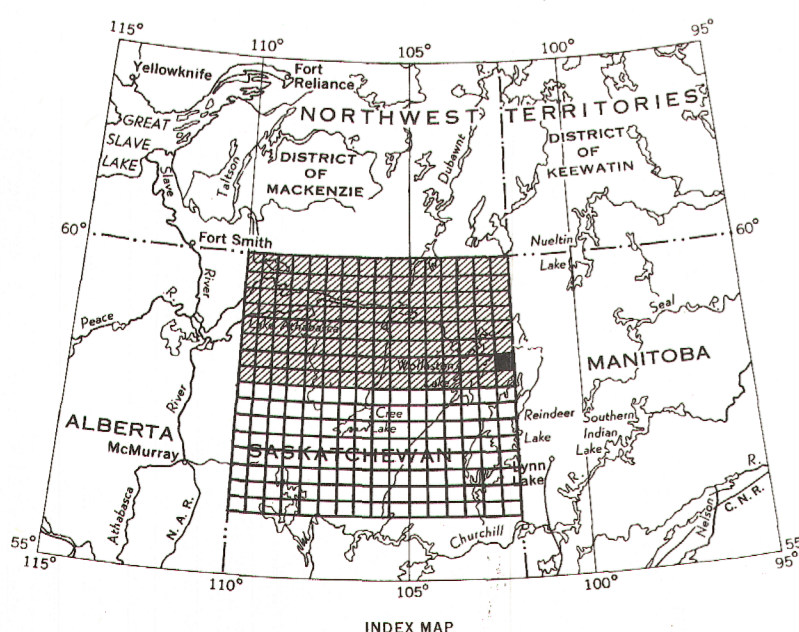 115°
110°
105°
100°
95°
Yellowknife
Fort
Reliance
R.
NORTHWEST TERRITORIES
GREAT
SLAVE
LAKE
Slave
Taltson
R.
DISTRICT
OF
MACKENZIE
Dubawnt
DISTRICT
OF
KEEWATIN
60°
Fort Smith
Nueltin
Lake
60°
River
Peace
R.
Lake Athabasca
Seal
R.
Wollaston
Lake
MANITOBA
River
ALBERTA
McMurray
Cree
Lake
SASKATCHEWAN
Reindeer
Lake
Southern
Indian
Lake
Lynn
Lake
Athabasca
N. A. R.
R.
R.
Nelson
C. N. R.
Churchill
55°
115°
110°
105°
100°
55°
95°
INDEX MAP